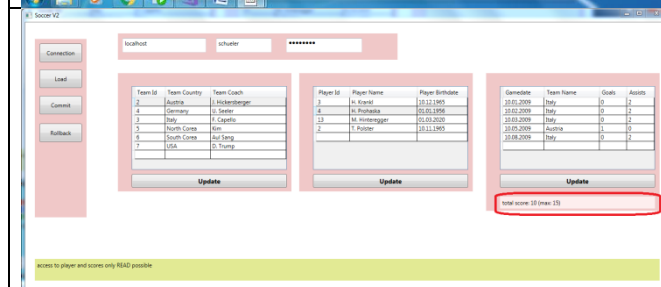 Soccer V2
Connection
Load
Commit
Rollback
localhost schueler ••••••••
Team Id Team Country Team Coach
2 Austria J. Hickersberger
4 Germany U. Seeler
3 Italy F. Capello
5 North Corea Kim
6 South Corea Aul Sang
7 USA D. Trump
Update
Player Id Player Name Player Birthdate
3 H. Krankl 10.12.1965
4 H. Prohaska 01.01.1956
13 M. Hinteregger 01.03.2020
2 T. Polster 10.11.1965
Update
Gamedate Team Name Goals Assists
10.01.2009 Italy 0 2
10.02.2009 Italy 0 2
10.03.2009 Italy 0 2
10.05.2009 Austria 1 0
10.08.2009 Italy 0 2
Update
total score: 10 (max: 15)
access to player and scores only READ possible